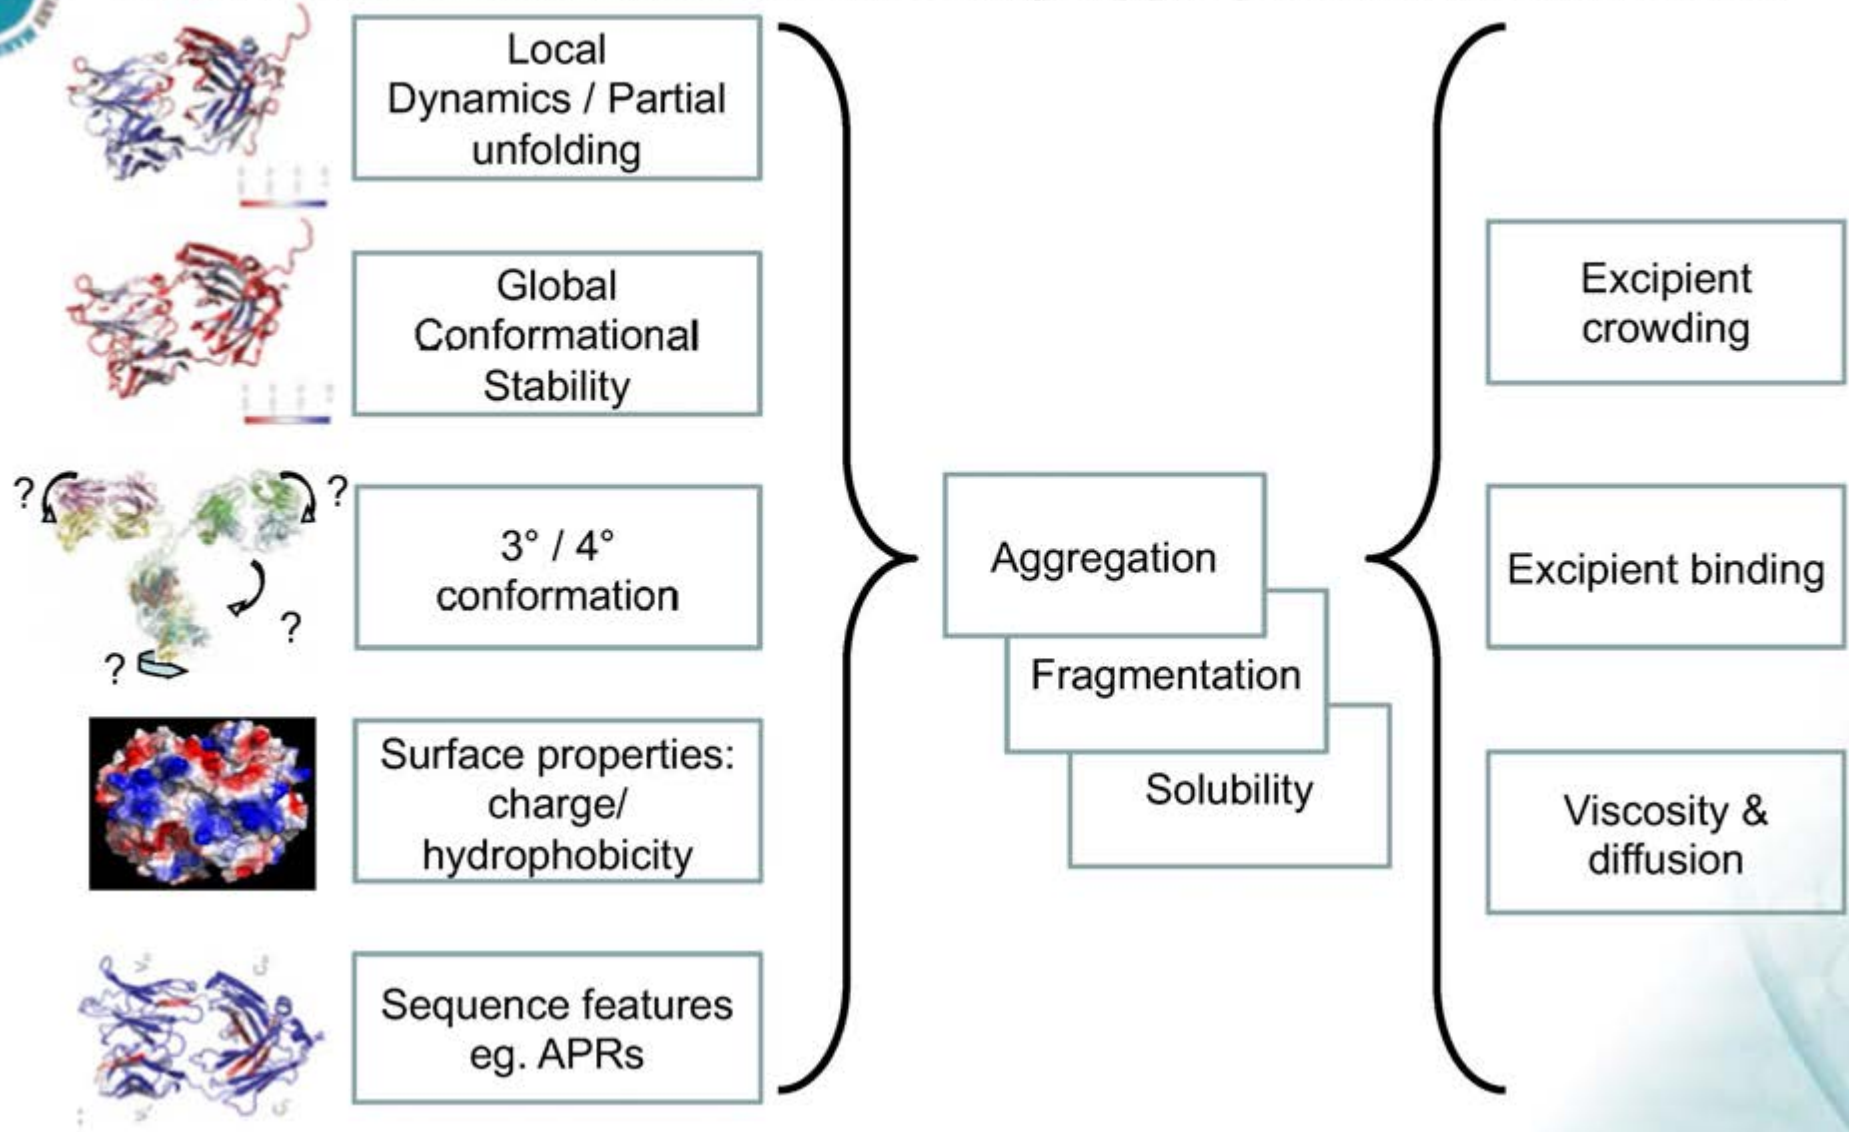 Local
Dynamics / Partial
unfolding
Global
Conformational
Stability
?
?
?
?
3° / 4°
conformation
Surface properties:
charge/
hydrophobicity
Sequence features
eg. APRs
Aggregation
Fragmentation
Solubility
Excipient
crowding
Excipient binding
Viscosity &
diffusion